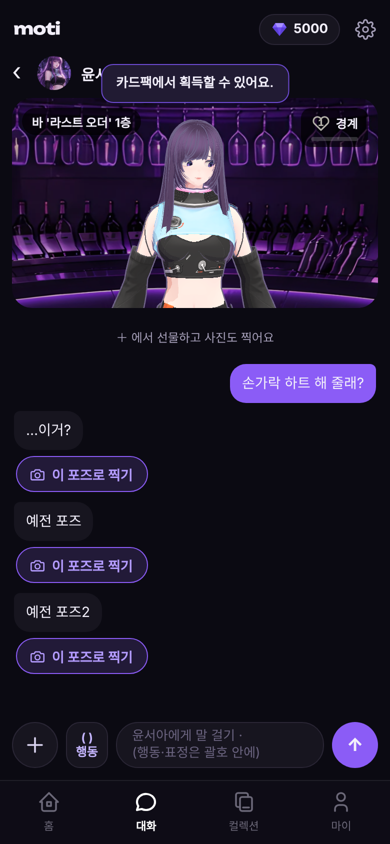 moti
5000
윤서
카드팩에서 획득할 수 있어요.
바 '라스트 오더' 1층
1 경계
+ 에서 선물하고 사진도 찍어요
손가락 하트 해 줄래?
...이거?
이 포즈로 찍기
예전 포즈
이 포즈로 찍기
예전 포즈2
이 포즈로 찍기
( )
행동
윤서아에게 말 걸기 ·
(행동·표정은 괄호 안에)
홈
대화
컬렉션
마이